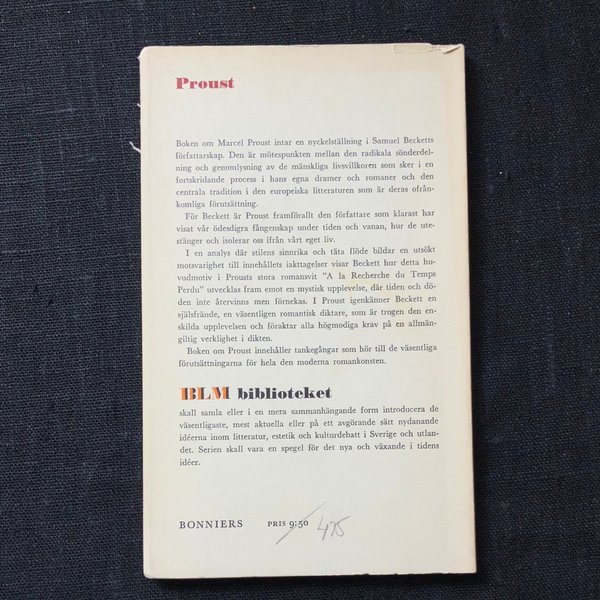 Proust
Boken om Marcel Proust intar en nyckelställning i Samuel Becketts
författarskap. Den är mötespunkten mellan den radikala sönderdel-
ning och genomlysning av de mänskliga livsvillkoren som sker i en
fortskridande process i hans egna dramer och romaner och den
centrala tradition i den europeiska litteraturen som är deras ofrån-
komliga förutsättning.
För Beckett är Proust framförallt den författare som klarast har
visat vår ödesdigra fångenskap under tiden och vanan, hur de ute-
stänger och isolerar oss ifrån vårt eget liv.
I en analys där stilens sinnrika och täta flöde bildar en utsökt
motsvarighet till innehållets iakttagelser visar Beckett hur detta hu-
vudmotiv i Prousts stora romansvit "A la Recherche du Temps
Perdu" utvecklas fram emot en mystisk upplevelse, där tiden och dö-
den inte återvinns men förnekas. I Proust igenkänner Beckett en
själsfrände, en väsentligen romantisk diktare, som är trogen den en-
skilda upplevelsen och föraktar alla högmodiga krav på en allmän-
giltig verklighet i dikten.
Boken om Proust innehåller tankegångar som hör till de väsentliga
förutsättningarna för hela den moderna romankonsten.
BLM biblioteket
skall samla eller i en mera sammanhängande form introducera de
väsentligaste, mest aktuella eller på ett avgörande sätt nydanande
idéerna inom litteratur, estetik och kulturdebatt i Sverige och utlan-
det. Serien skall vara en spegel för det nya och växande i tidens
idéer.
BONNIERS PRIS 9:50 475